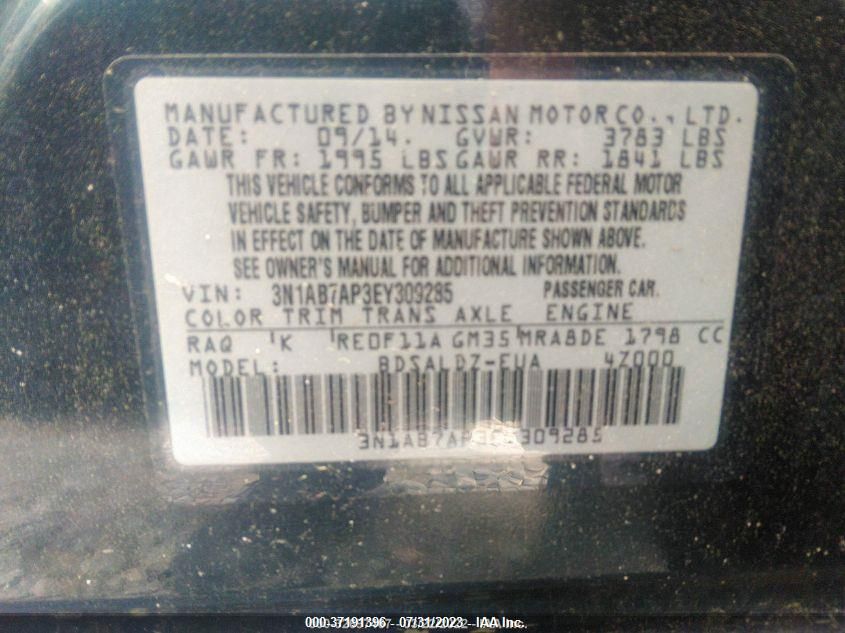 MANUFACTURED BY NISSAN MOTOR CO., LTD.
DATE: 09/14. GVWR: 3783 LBS
GAWR FR: 1995 LBS GAWR RR: 1841 LBS
THIS VEHICLE CONFORMS TO ALL APPLICABLE FEDERAL MOTOR
VEHICLE SAFETY, BUMPER AND THEFT PREVENTION STANDARDS
IN EFFECT ON THE DATE OF MANUFACTURE SHOWN ABOVE.
SEE OWNER'S MANUAL FOR ADDITIONAL INFORMATION.
VIN: 3N1AB7AP3EY309285 PASSENGER CAR.
COLOR TRIM TRANS AXLE ENGINE
RAQ K RE0F11A GM35 MRA8DE 1798 CC
MODEL: BDSALDZ-EUA 4Z000
3N1AB7AP3EY309285
000-37191396 07/31/2023 IAA Inc.